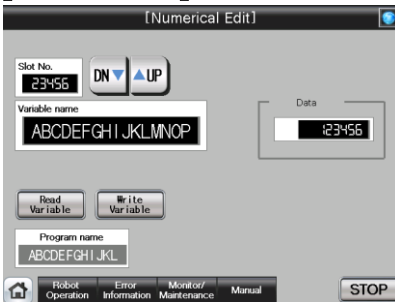 [Numerical Edit]
Slot No.
23456
DN▼ ▲UP
Variable name
ABCDEFGHIJKLMNOP
Data
123456
Read
Variable
Write
Variable
Program name
ABCDEFGHIJKL
Robot
Operation
Error
Information
Monitor/
Maintenance
Manual
STOP